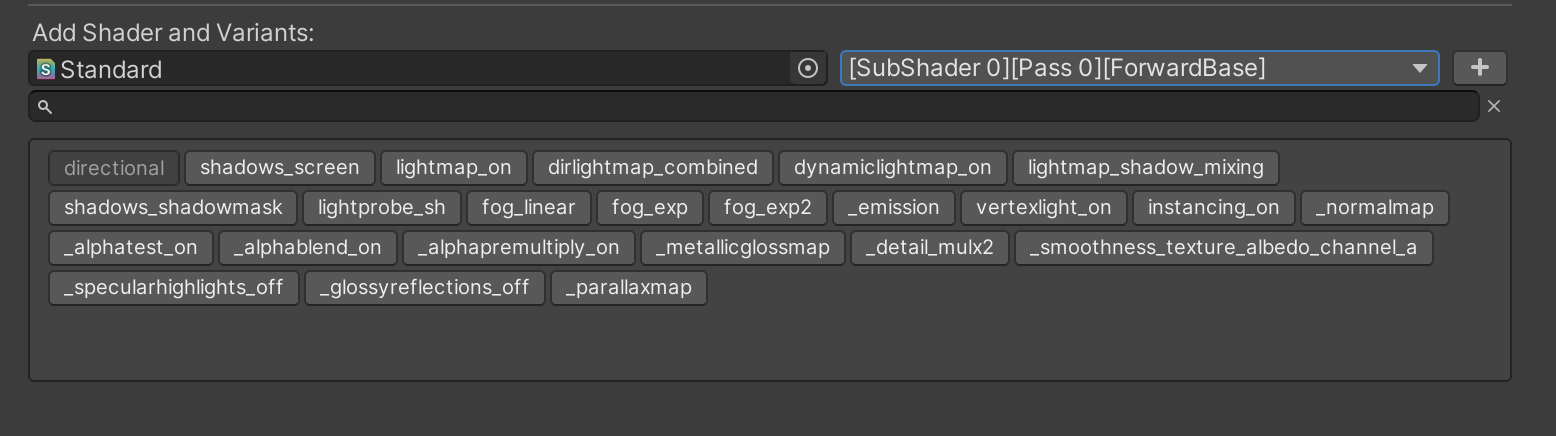 Add Shader and Variants:
S Standard [SubShader 0][Pass 0][ForwardBase]
directional shadows_screen lightmap_on dirlightmap_combined dynamiclightmap_on lightmap_shadow_mixing
shadows_shadowmask lightprobe_sh fog_linear fog_exp fog_exp2 _emission vertexlight_on instancing_on _normalmap
_alphatest_on _alphablend_on _alphapremultiply_on _metallicglossmap _detail_mulx2 _smoothness_texture_albedo_channel_a
_specularhighlights_off _glossyreflections_off _parallaxmap